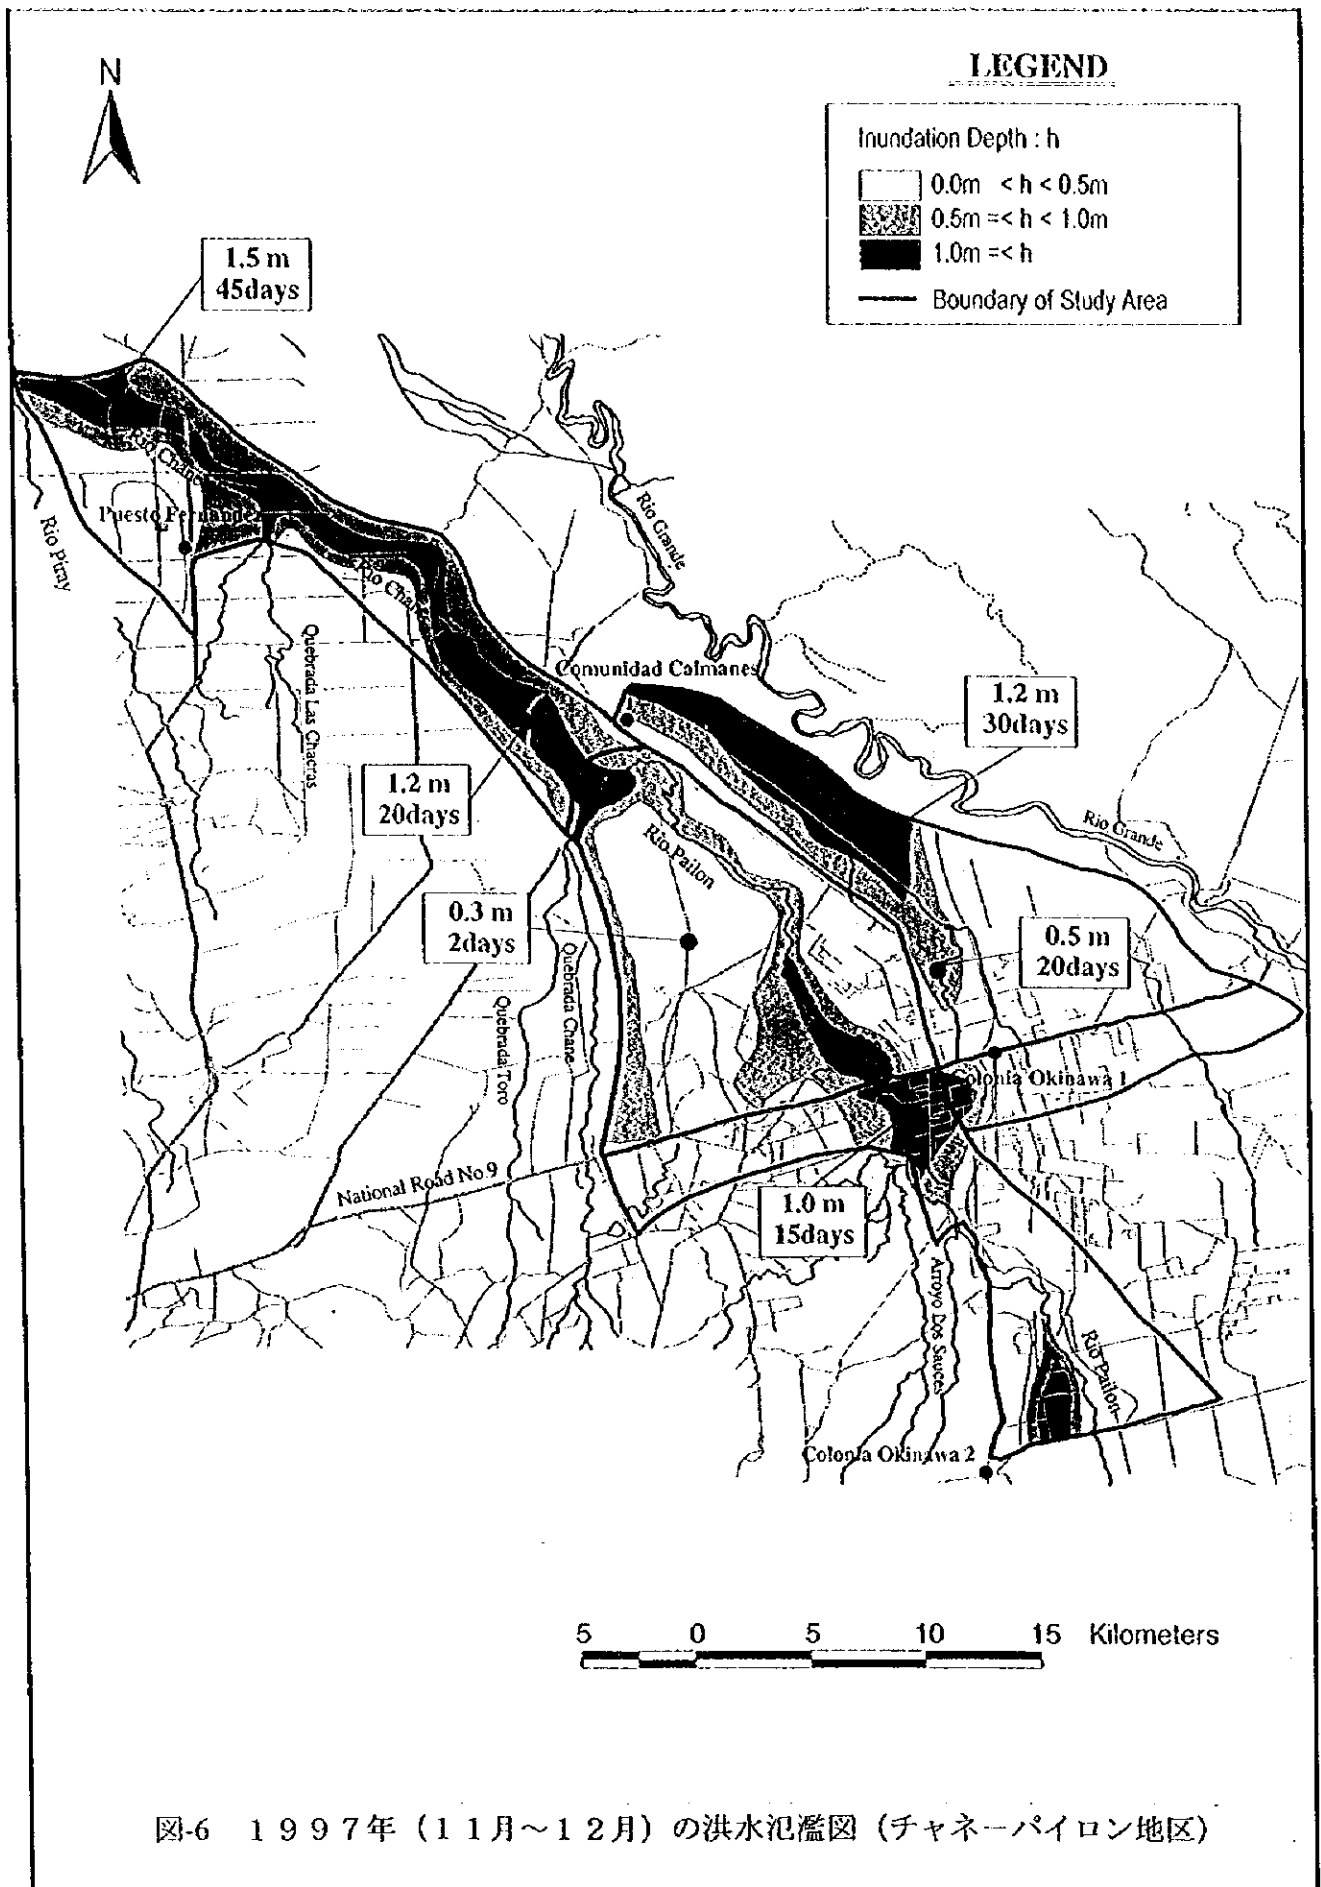 N
LEGEND
Inundation Depth : h
0.0m < h < 0.5m
0.5m =< h < 1.0m
1.0m =< h
Boundary of Study Area
1.5 m
45days
Rio Chane
Puesto Fernandez
Rio Piray
Rio Grande
Rio Chane
Quebrada Las Chacras
Comunidad Calmanes
1.2 m
30days
1.2 m
20days
Rio Grande
Rio Pailon
0.3 m
2days
0.5 m
20days
Quebrada Chane
Quebrada Toro
Colonia Okinawa 1
National Road No.9
1.0 m
15days
Arroyo Dos Sauces
Rio Pailon
Colonia Okinawa 2
5 0 5 10 15 Kilometers
図-6 1997年（11月～12月）の洪水氾濫図（チャネーパイロン地区）